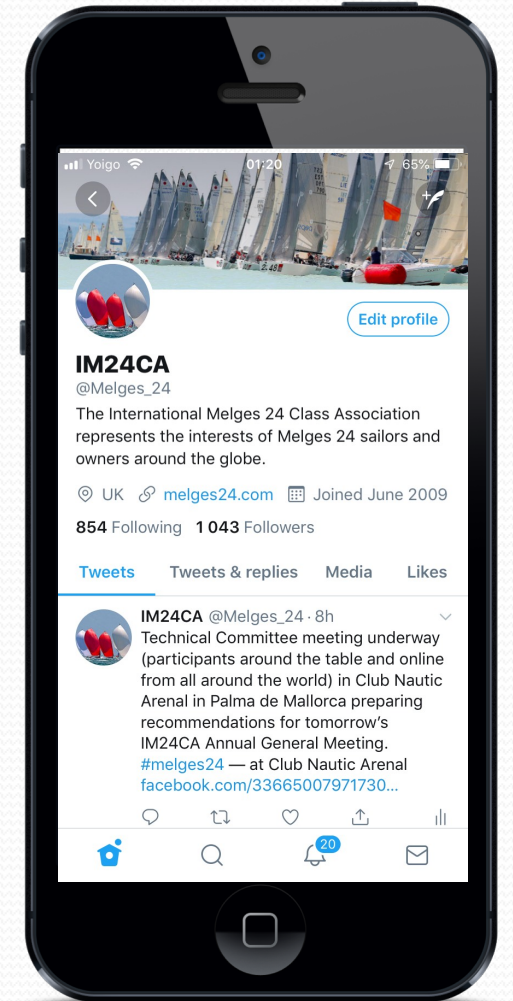 Yoigo 01:20 65%
Edit profile
IM24CA
@Melges_24
The International Melges 24 Class Association
represents the interests of Melges 24 sailors and
owners around the globe.
UK melges24.com Joined June 2009
854 Following 1 043 Followers
Tweets Tweets & replies Media Likes
IM24CA @Melges_24 · 8h
Technical Committee meeting underway
(participants around the table and online
from all around the world) in Club Nautic
Arenal in Palma de Mallorca preparing
recommendations for tomorrow's
IM24CA Annual General Meeting.
#melges24 — at Club Nautic Arenal
facebook.com/33665007971730...
20